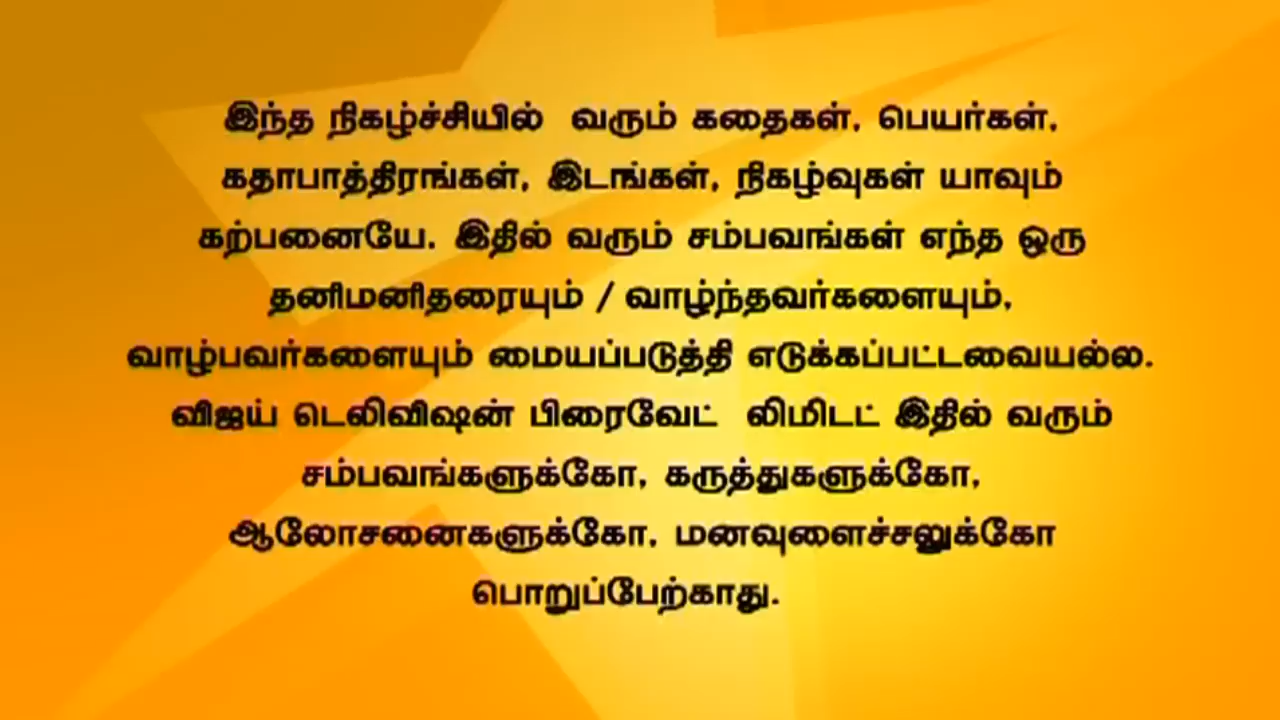 இந்த நிகழ்ச்சியில் வரும் கதைகள், பெயர்கள்,
கதாபாத்திரங்கள், இடங்கள், நிகழ்வுகள் யாவும்
கற்பனையே. இதில் வரும் சம்பவங்கள் எந்த ஒரு
தனிமனிதரையும் / வாழ்ந்தவர்களையும்,
வாழ்பவர்களையும் மையப்படுத்தி எடுக்கப்பட்டவையல்ல.
விஜய் டெலிவிஷன் பிரைவேட் லிமிடட் இதில் வரும்
சம்பவங்களுக்கோ, கருத்துகளுக்கோ,
ஆலோசனைகளுக்கோ, மனவுளைச்சலுக்கோ
பொறுப்பேற்காது.